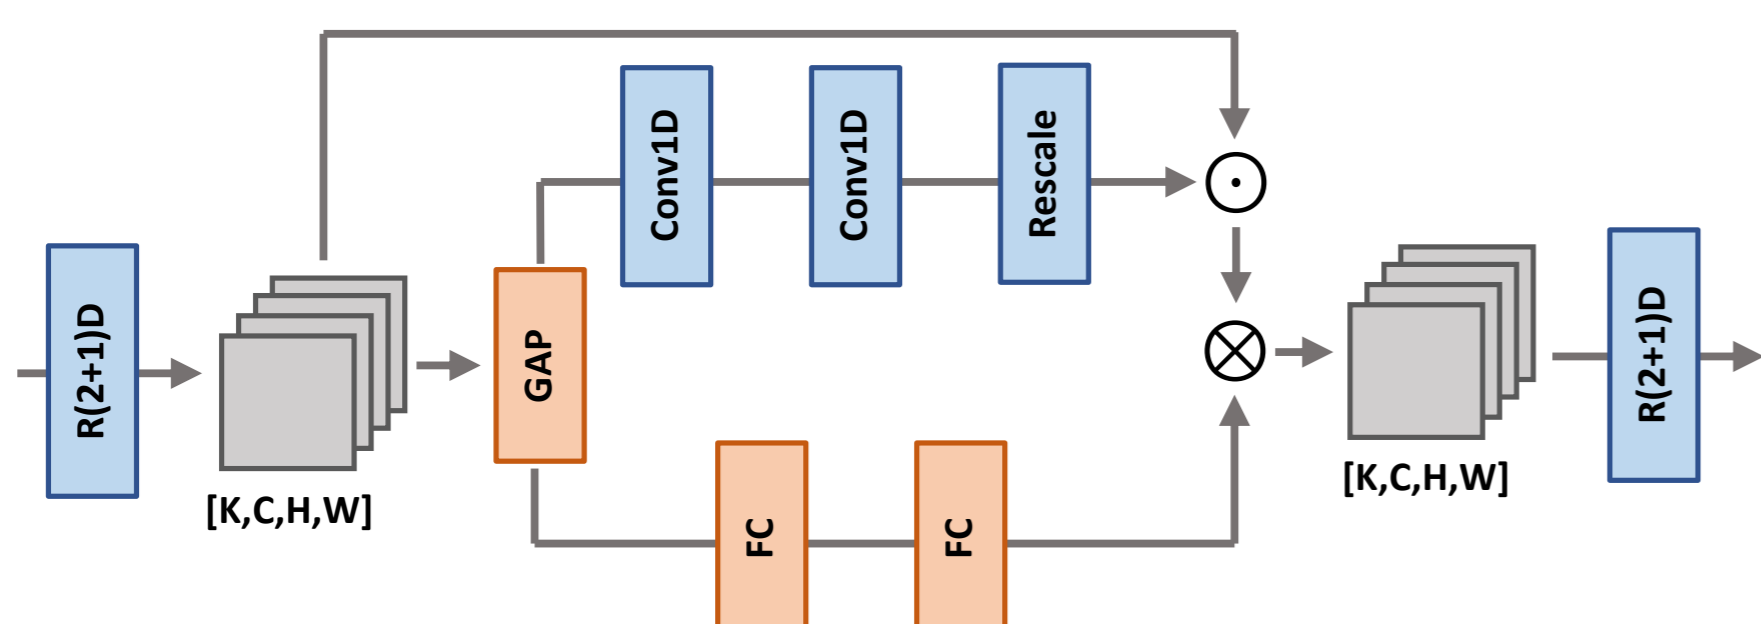 R(2+1)D
[K,C,H,W]
GAP
Conv1D
Conv1D
Rescale
FC
FC
[K,C,H,W]
R(2+1)D